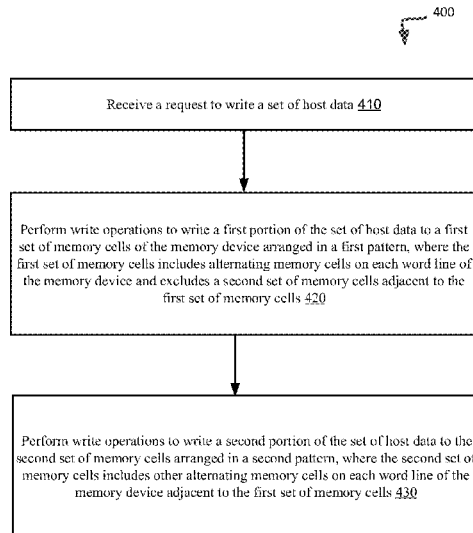 400
Receive a request to write a set of host data 410
Perform write operations to write a first portion of the set of host data to a first
set of memory cells of the memory device arranged in a first pattern, where the
first set of memory cells includes alternating memory cells on each word line of
the memory device and excludes a second set of memory cells adjacent to the
first set of memory cells 420
Perform write operations to write a second portion of the set of host data to the
second set of memory cells arranged in a second pattern, where the second set of
memory cells includes other alternating memory cells on each word line of the
memory device adjacent to the first set of memory cells 430